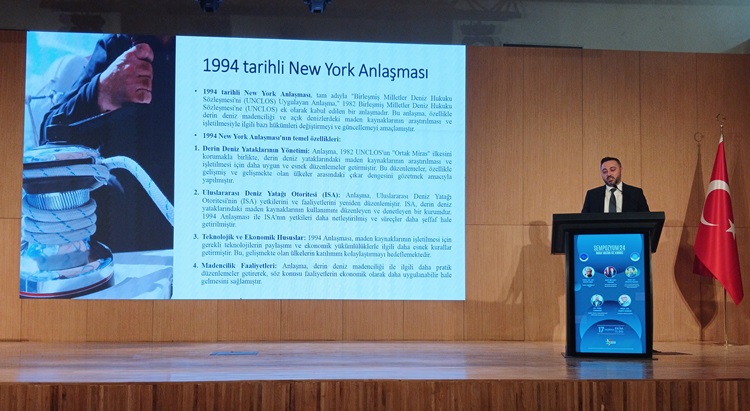 1994 tarihli New York Anlaşması
• 1994 tarihli New York Anlaşması, tam adıyla "Birleşmiş Milletler Deniz Hukuku
Sözleşmesi'ni (UNCLOS) Uygulayan Anlaşma," 1982 Birleşmiş Milletler Deniz Hukuku
Sözleşmesi'ne (UNCLOS) ek olarak kabul edilen bir anlaşmadır. Bu anlaşma, özellikle
derin deniz madenciliği ve açık denizlerdeki maden kaynaklarının araştırılması ve
işletilmesiyle ilgili bazı hükümleri değiştirmeyi ve güncellemeyi amaçlamıştır.
• 1994 New York Anlaşması'nın temel özellikleri:
1. Derin Deniz Yataklarının Yönetimi: Anlaşma, 1982 UNCLOS'un "Ortak Miras" ilkesini
korumakla birlikte, derin deniz yataklarındaki maden kaynaklarının araştırılması ve
işletilmesi için daha uygun ve esnek düzenlemeler getirmiştir. Bu düzenlemeler, özellikle
gelişmiş ve gelişmekte olan ülkeler arasındaki çıkar dengesini gözetmek amacıyla
yapılmıştır.
2. Uluslararası Deniz Yatağı Otoritesi (ISA): Anlaşma, Uluslararası Deniz Yatağı
Otoritesi'nin (ISA) yetkilerini ve faaliyetlerini yeniden düzenlemiştir. ISA, derin deniz
yataklarındaki maden kaynaklarının kullanımını düzenleyen ve denetleyen bir kurumdur.
1994 Anlaşması ile ISA'nın yetkileri daha netleştirilmiş ve süreçler daha şeffaf hale
getirilmiştir.
3. Teknolojik ve Ekonomik Hususlar: 1994 Anlaşması, maden kaynaklarının işletilmesi için
gerekli teknolojilerin paylaşımı ve ekonomik yükümlülüklerle ilgili daha esnek kurallar
getirmiştir. Bu, gelişmekte olan ülkelerin katılımını kolaylaştırmayı hedeflemektedir.
4. Madencilik Faaliyetleri: Anlaşma, derin deniz madenciliği ile ilgili daha pratik
düzenlemeler getirerek, söz konusu faaliyetlerin ekonomik olarak daha uygulanabilir hale
gelmesini sağlamıştır.
SEMPOZYUM24
17